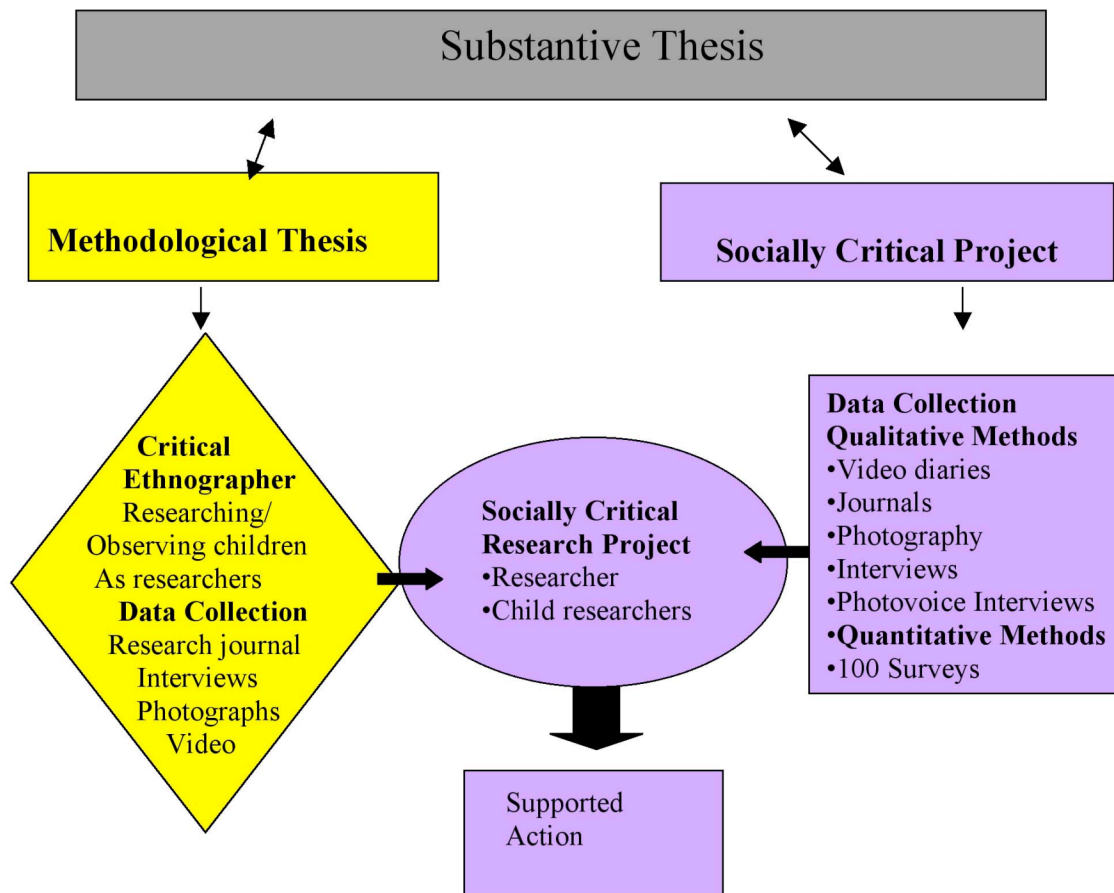 Substantive Thesis
Methodological Thesis
Socially Critical Project
Critical
Ethnographer
Researching/
Observing children
As researchers
Data Collection
Research journal
Interviews
Photographs
Video
Socially Critical
Research Project
•Researcher
•Child researchers
Data Collection
Qualitative Methods
•Video diaries
•Journals
•Photography
•Interviews
•Photovoice Interviews
•Quantitative Methods
•100 Surveys
Supported
Action